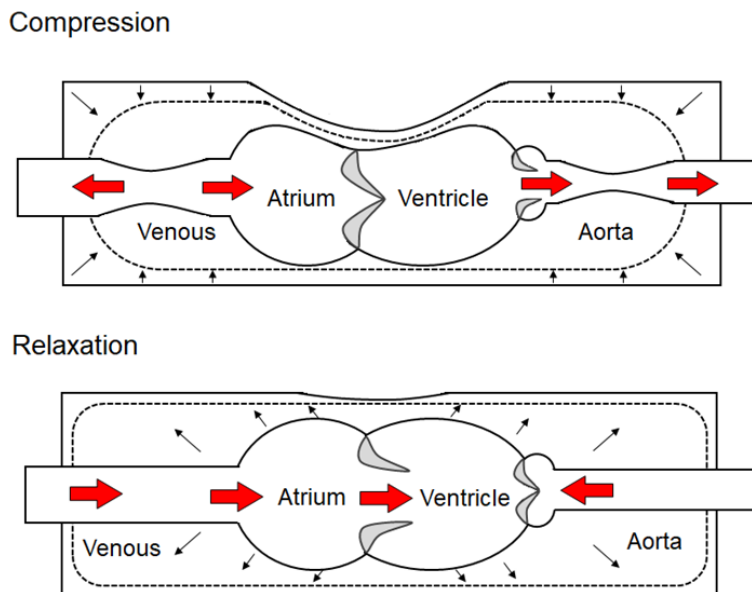 Compression
Atrium
Ventricle
Venous
Aorta
Relaxation
Atrium
Ventricle
Venous
Aorta